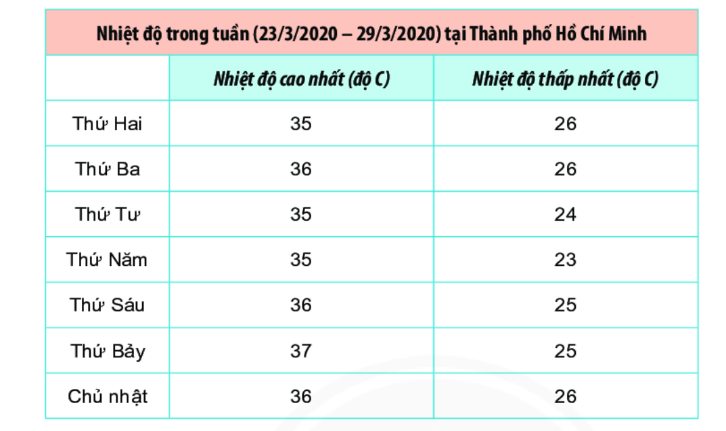 Nhiệt độ trong tuần (23/3/2020 – 29/3/2020) tại Thành phố Hồ Chí Minh
Nhiệt độ cao nhất (độ C) Nhiệt độ thấp nhất (độ C)
Thứ Hai 35 26
Thứ Ba 36 26
Thứ Tư 35 24
Thứ Năm 35 23
Thứ Sáu 36 25
Thứ Bảy 37 25
Chủ nhật 36 26